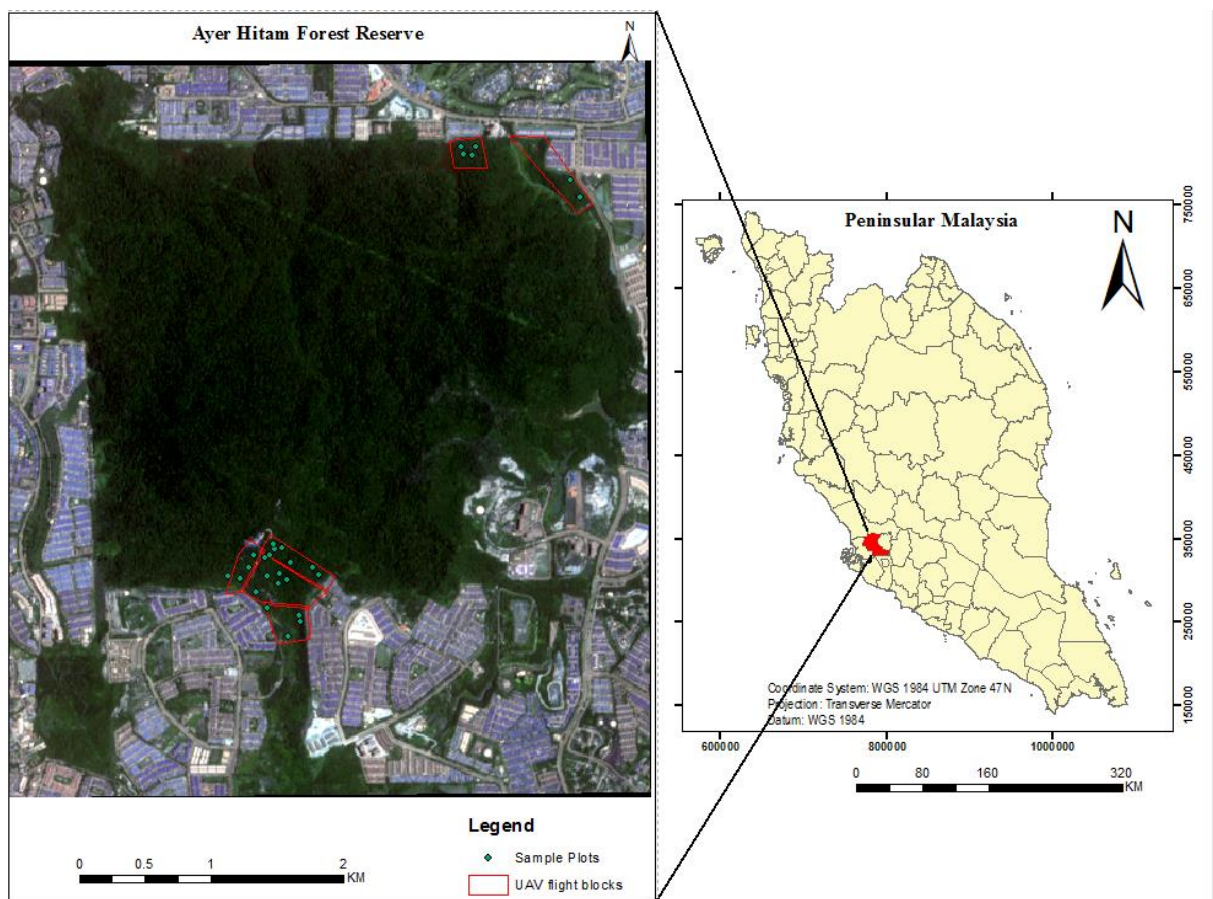 Ayer Hitam Forest Reserve
N
Legend
Sample Plots
UAV flight blocks
0 0.5 1 2
KM
Peninsular Malaysia
N
750000
650000
550000
450000
350000
250000
150000
Coordinate System: WGS 1984 UTM Zone 47N
Projection: Transverse Mercator
Datum: WGS 1984
600000 800000 1000000
0 80 160 320
KM